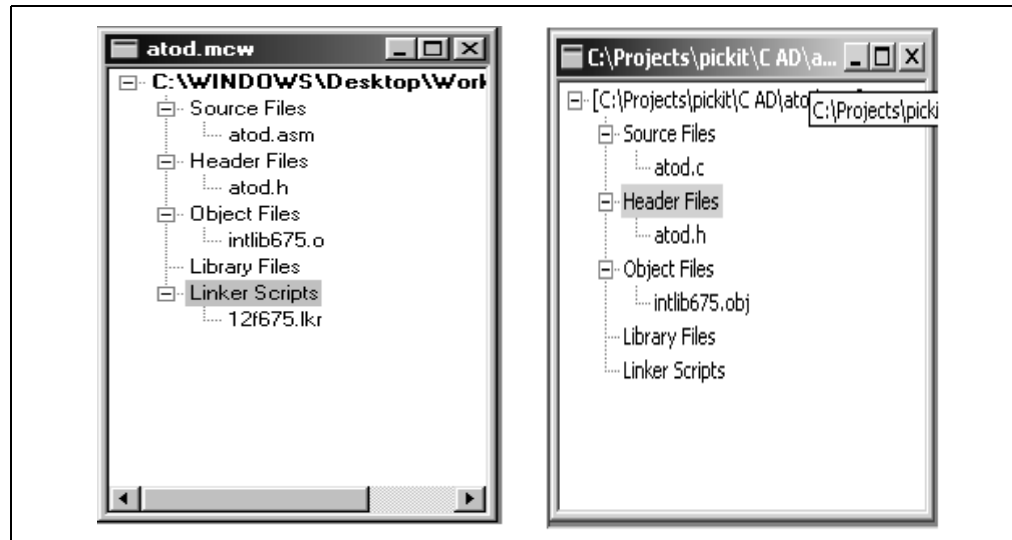 atod.mcw
C:\WINDOWS\Desktop\Work
Source Files
atod.asm
Header Files
atod.h
Object Files
intlib675.o
Library Files
Linker Scripts
12f675.lkr
C:\Projects\pickit\C AD\a...
[C:\Projects\pickit\C AD\ato
C:\Projects\picki
Source Files
atod.c
Header Files
atod.h
Object Files
intlib675.obj
Library Files
Linker Scripts